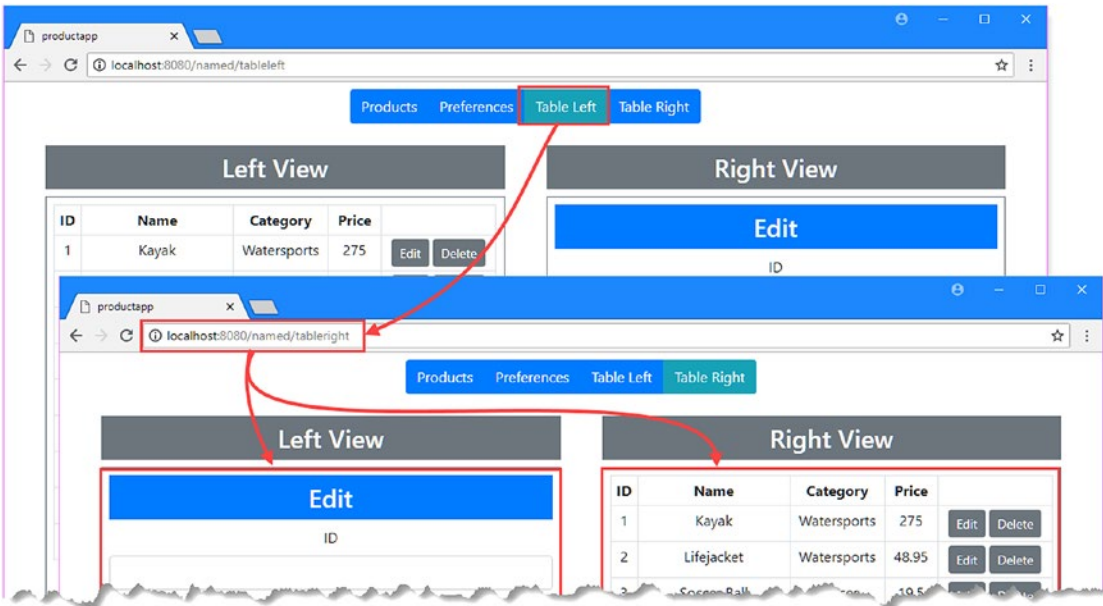 productapp
localhost:8080/named/tableleft
Products Preferences Table Left Table Right
Left View Right View
ID Name Category Price
Edit
1 Kayak Watersports 275 Edit Delete
ID
productapp
localhost:8080/named/tableright
Products Preferences Table Left Table Right
Left View Right View
Edit
ID Name Category Price
1 Kayak Watersports 275 Edit Delete
ID
2 Lifejacket Watersports 48.95 Edit Delete